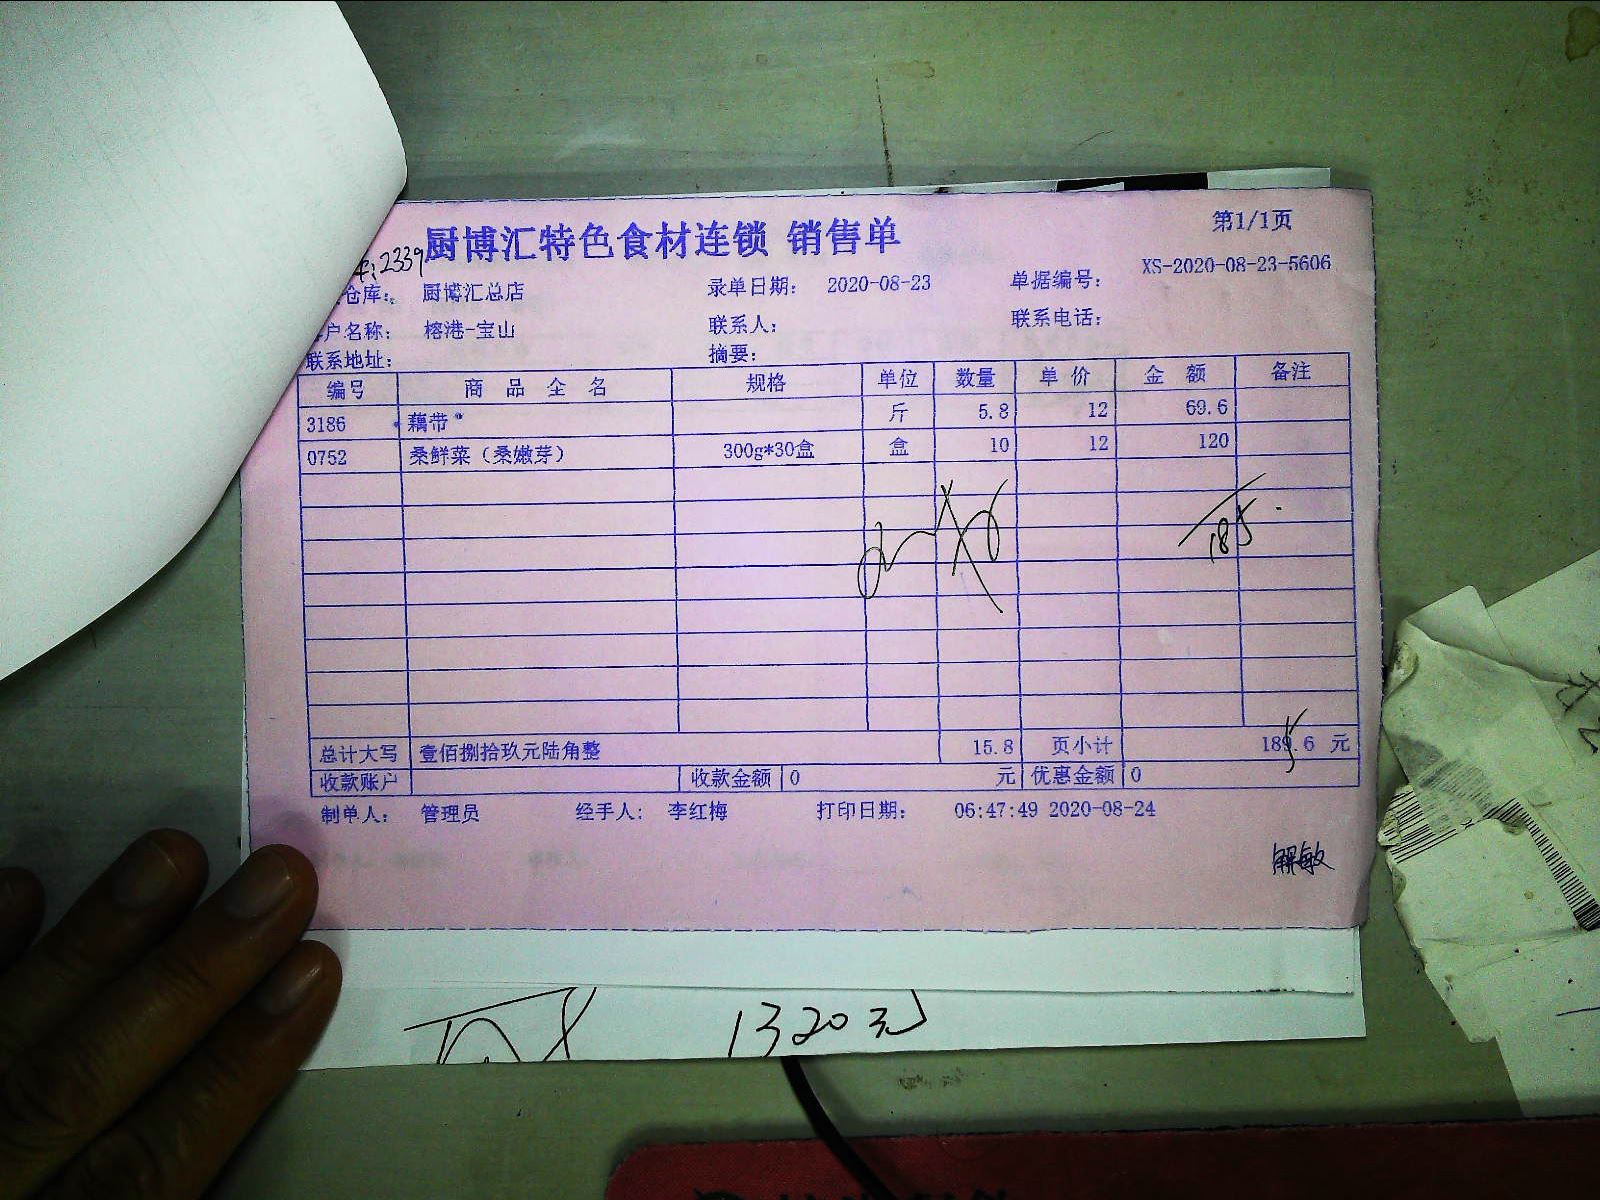 厨博汇特色食材连锁 销售单
第1/1页
:2339
仓库: 厨博汇总店 录单日期: 2020-08-23 单据编号: XS-2020-08-23-5606
户名称: 榕港-宝山 联系人: 联系电话:
联系地址: 摘要:
编号 商品全名 规格 单位 数量 单价 金额 备注
3186 藕带 斤 5.8 12 69.6
0752 桑鲜菜（桑嫩芽） 300g*30盒 盒 10 12 120
185.
总计大写 壹佰捌拾玖元陆角整 15.8 页小计 189.6 元
收款账户 收款金额 0 元 优惠金额 0
制单人: 管理员 经手人: 李红梅 打印日期: 06:47:49 2020-08-24
解敏
1320元